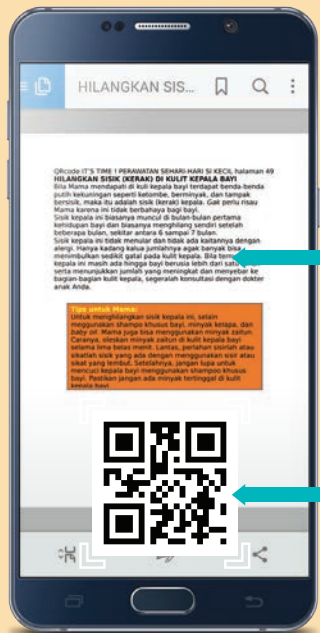 HILANGKAN SIS...
QRcode IT'S TIME ! PERAWATAN SEHARI-HARI SI KECIL halaman 49
HILANGKAN SISIK (KERAK) DI KULIT KEPALA BAYI
Bila Mama mendapati di kuli kepala bayi terdapat benda-benda
putih kekuningan seperti ketombe, berminyak, dan tampak
bersisik, maka itu adalah sisik (kerak) kepala. Gak perlu risau
Mama karena ini tidak berbahaya bagi bayi.
Sisik kepala ini biasanya muncul di bulan-bulan pertama
kehidupan bayi dan biasanya menghilang sendiri setelah
beberapa bulan, sekitar antara 6 sampai 7 bulan.
Sisik kepala ini tidak menular dan tidak ada kaitannya dengan
alergi. Hanya kadang kalua jumlahnya agak banyak bisa
menimbulkan sedikit gatal pada kulit kepala. Bila
kepala ini masih ada hingga bayi berusia lebih dari
serta menunjukkan jumlah yang meningkat dan menyebar ke
bagian-bagian kulit kepala, segeralah konsultasi dengan dokter
anak Anda.
Tips untuk Mama:
Untuk menghilangkan sisik kepala ini, selain
meggunakan shampo khusus bayi, minyak kelapa, dan
baby oil. Mama juga bisa menggunakan minyak zaitun.
Caranya, oleskan minyak zaitun di kulit kepala bayi
selama lima belas menit. Lantas, perlahan sisirlah atau
sikatlah sisik yang ada dengan menggunakan sisir atau
sikat yang lembut. Setelahnya, jangan lupa untuk
mencuci kepala bayi menggunakan shampoo khusus
bayi. Pastikan jangan ada minyak tertinggal di kulit
kepala bayi